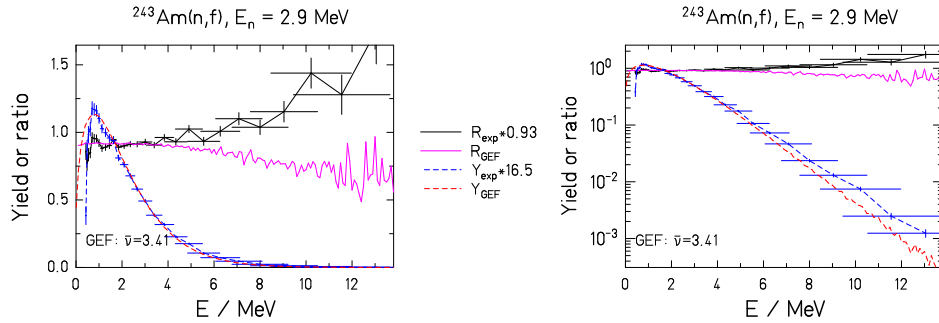 ²⁴³Am(n,f), Eₙ = 2.9 MeV
Yield or ratio
1.5
1.0
0.5
0.0
GEF: ν̄=3.41
0 2 4 6 8 10 12
E / MeV
R_exp*0.93
R_GEF
Y_exp*16.5
Y_GEF
²⁴³Am(n,f), Eₙ = 2.9 MeV
Yield or ratio
10⁰
10⁻¹
10⁻²
10⁻³
GEF: ν̄=3.41
0 2 4 6 8 10 12
E / MeV